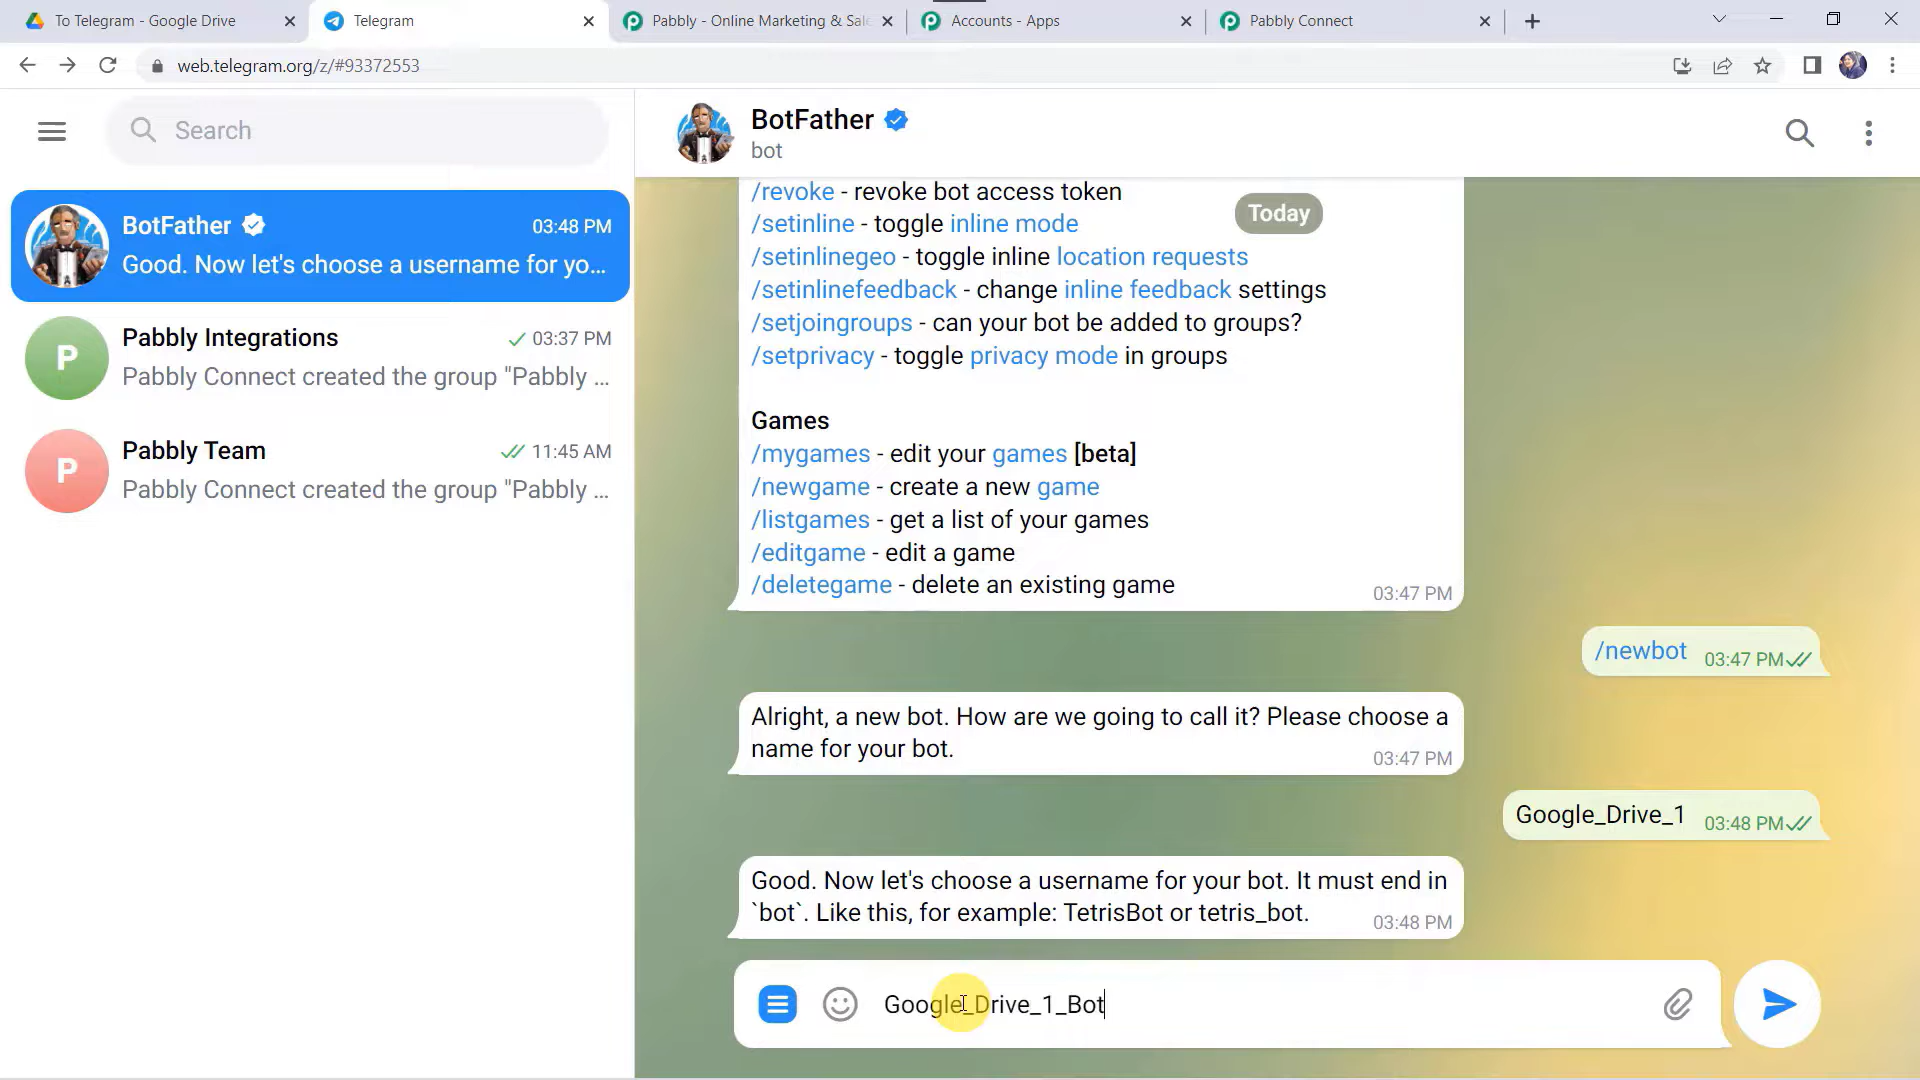 To Telegram - Google Drive
Telegram
Pabbly - Online Marketing & Sal
Accounts - Apps
Pabbly Connect
web.telegram.org/z/#93372553
Search
BotFather
03:48 PM
Good. Now let's choose a username for yo...
Pabbly Integrations
03:37 PM
Pabbly Connect created the group "Pabbly ...
Pabbly Team
11:45 AM
Pabbly Connect created the group "Pabbly ...
BotFather
bot
/revoke - revoke bot access token
Today
/setinline - toggle inline mode
/setinlinegeo - toggle inline location requests
/setinlinefeedback - change inline feedback settings
/setjoingroups - can your bot be added to groups?
/setprivacy - toggle privacy mode in groups
Games
/mygames - edit your games [beta]
/newgame - create a new game
/listgames - get a list of your games
/editgame - edit a game
/deletegame - delete an existing game
03:47 PM
/newbot 03:47 PM
Alright, a new bot. How are we going to call it? Please choose a
name for your bot.
03:47 PM
Google_Drive_1 03:48 PM
Good. Now let's choose a username for your bot. It must end in
`bot`. Like this, for example: TetrisBot or tetris_bot.
03:48 PM
Google_Drive_1_Bot
P
P